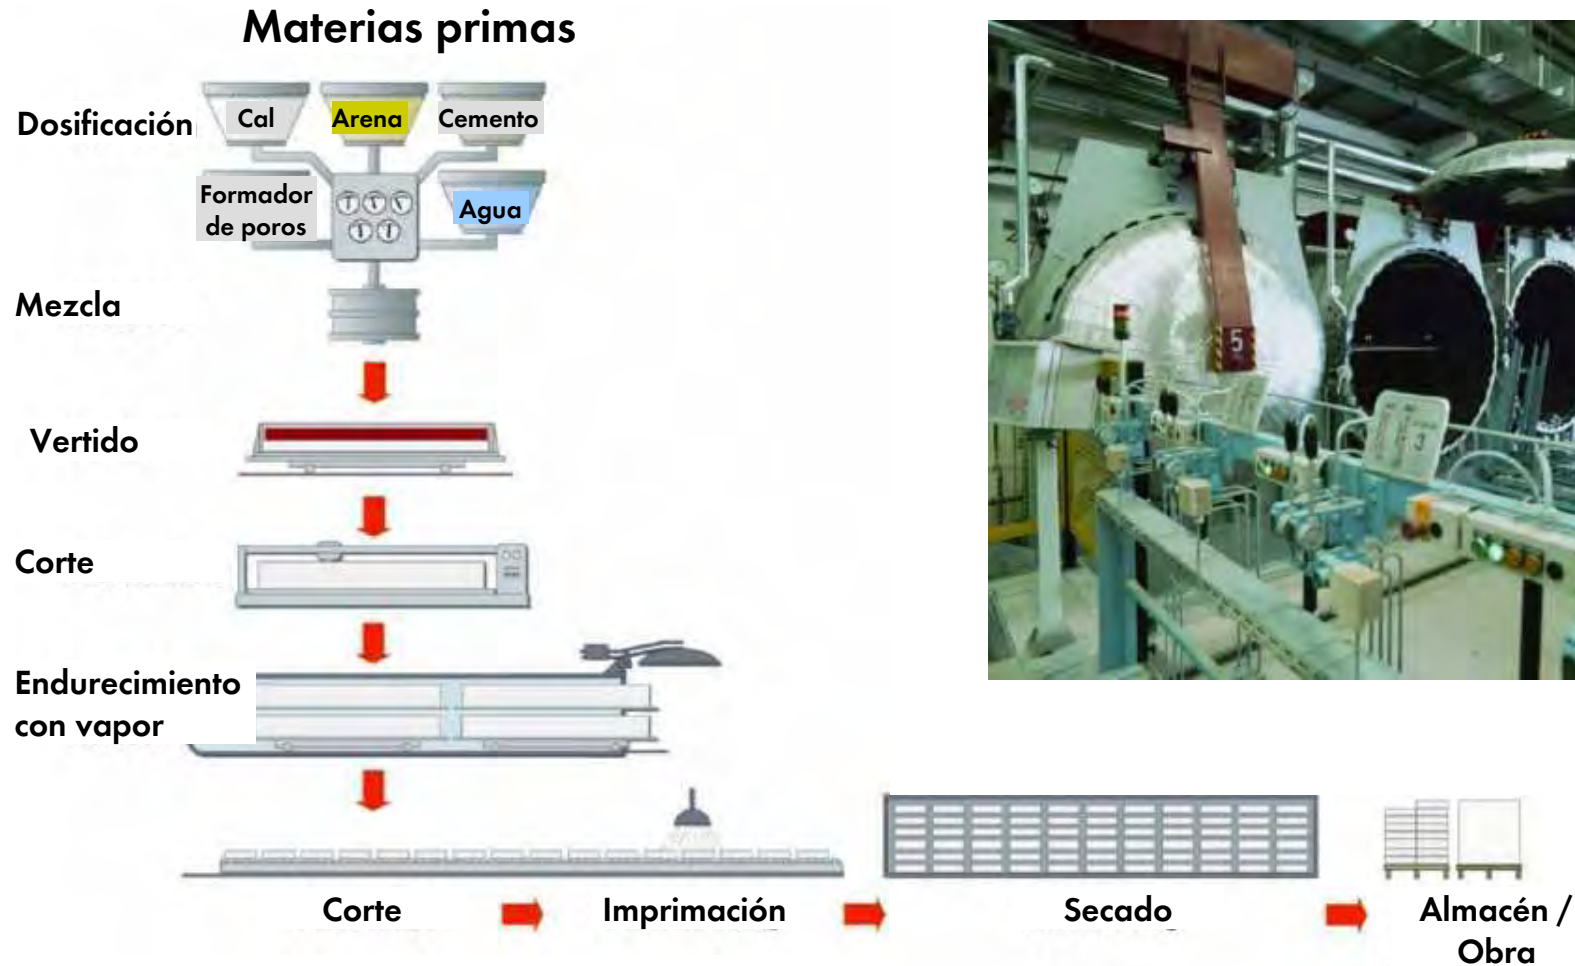 Materias primas
Dosificación
Cal
Arena
Cemento
Formador
de poros
Agua
Mezcla
Vertido
Corte
Endurecimiento
con vapor
Corte
Imprimación
Secado
Almacén /
Obra
5
3